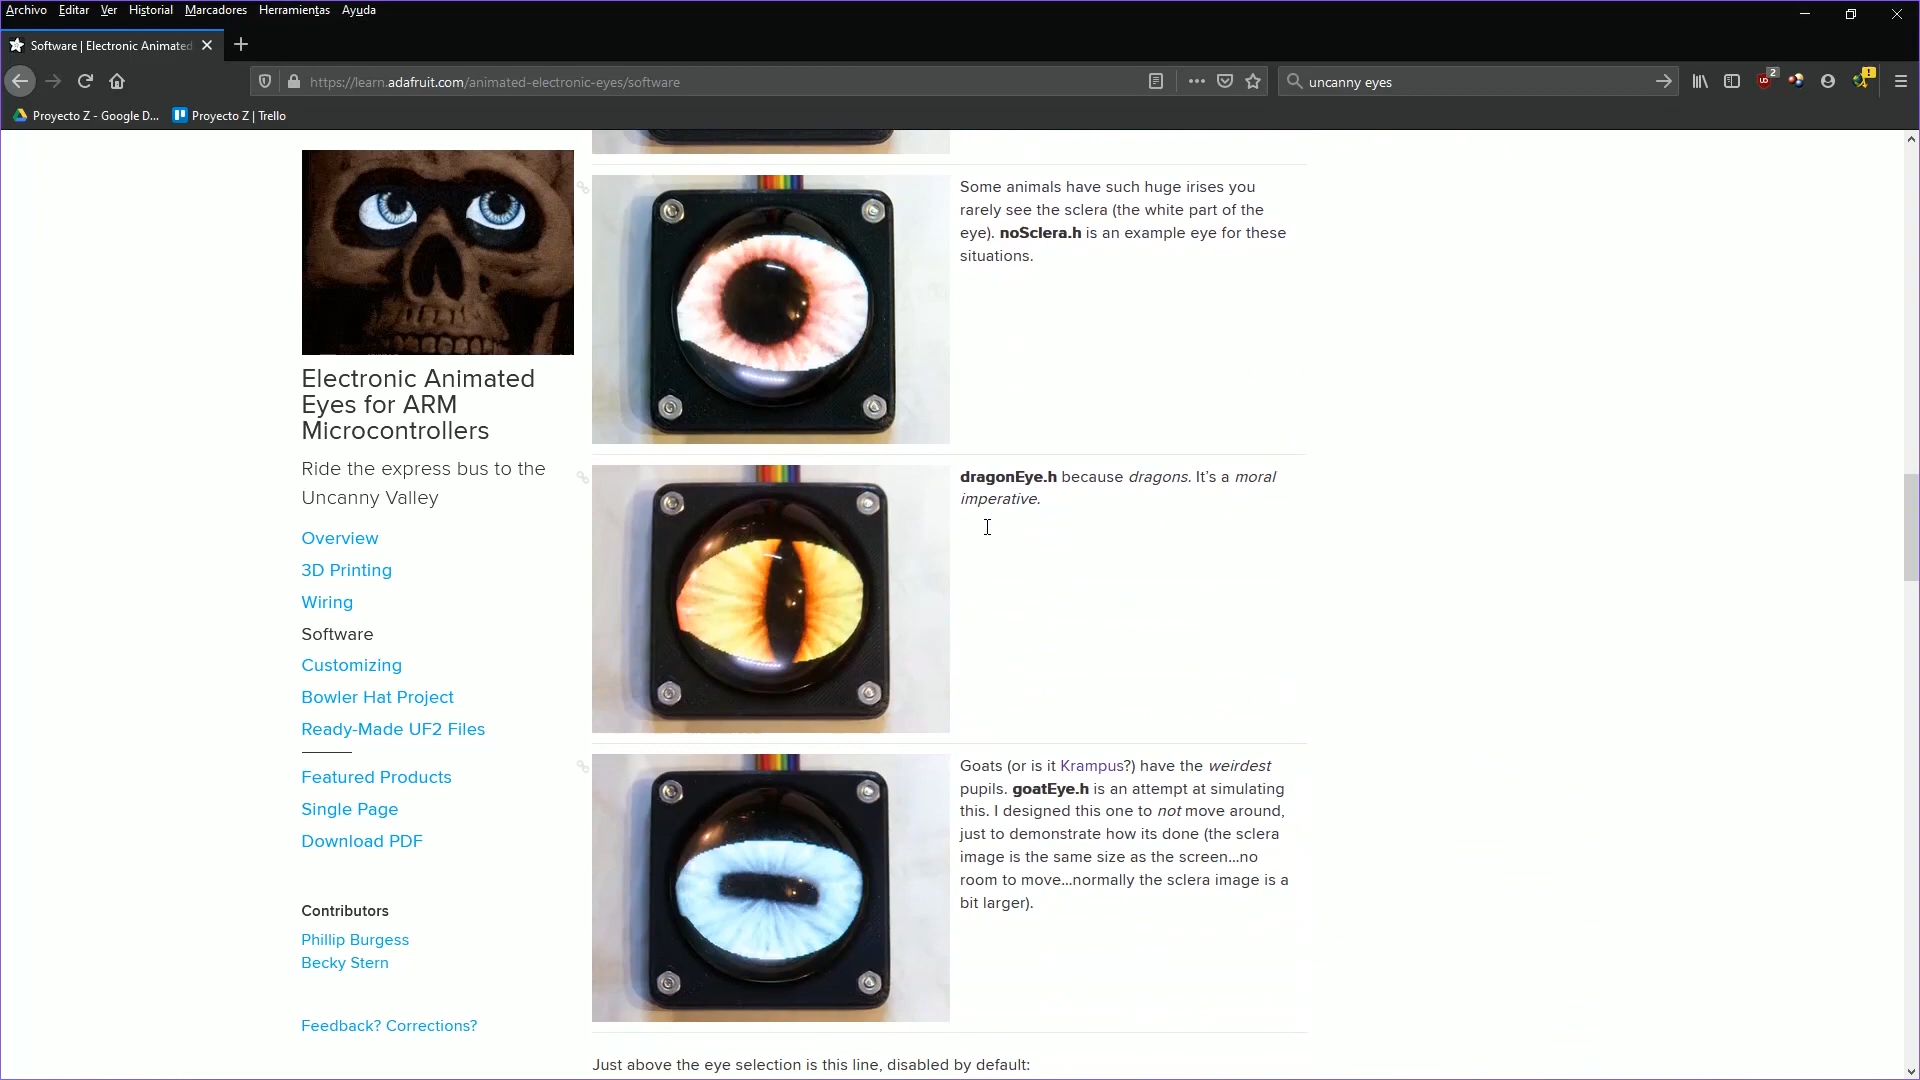 Archivo Editar Ver Historial Marcadores Herramientas Ayuda
Software | Electronic Animated
https://learn.adafruit.com/animated-electronic-eyes/software
uncanny eyes
2
Proyecto Z - Google D... Proyecto Z | Trello
Electronic Animated
Eyes for ARM
Microcontrollers
Ride the express bus to the
Uncanny Valley
Overview
3D Printing
Wiring
Software
Customizing
Bowler Hat Project
Ready-Made UF2 Files
Featured Products
Single Page
Download PDF
Contributors
Phillip Burgess
Becky Stern
Feedback? Corrections?
Some animals have such huge irises you
rarely see the sclera (the white part of the
eye). noSclera.h is an example eye for these
situations.
dragonEye.h because dragons. It’s a moral
imperative.
Goats (or is it Krampus?) have the weirdest
pupils. goatEye.h is an attempt at simulating
this. I designed this one to not move around,
just to demonstrate how its done (the sclera
image is the same size as the screen…no
room to move…normally the sclera image is a
bit larger).
Just above the eye selection is this line, disabled by default: